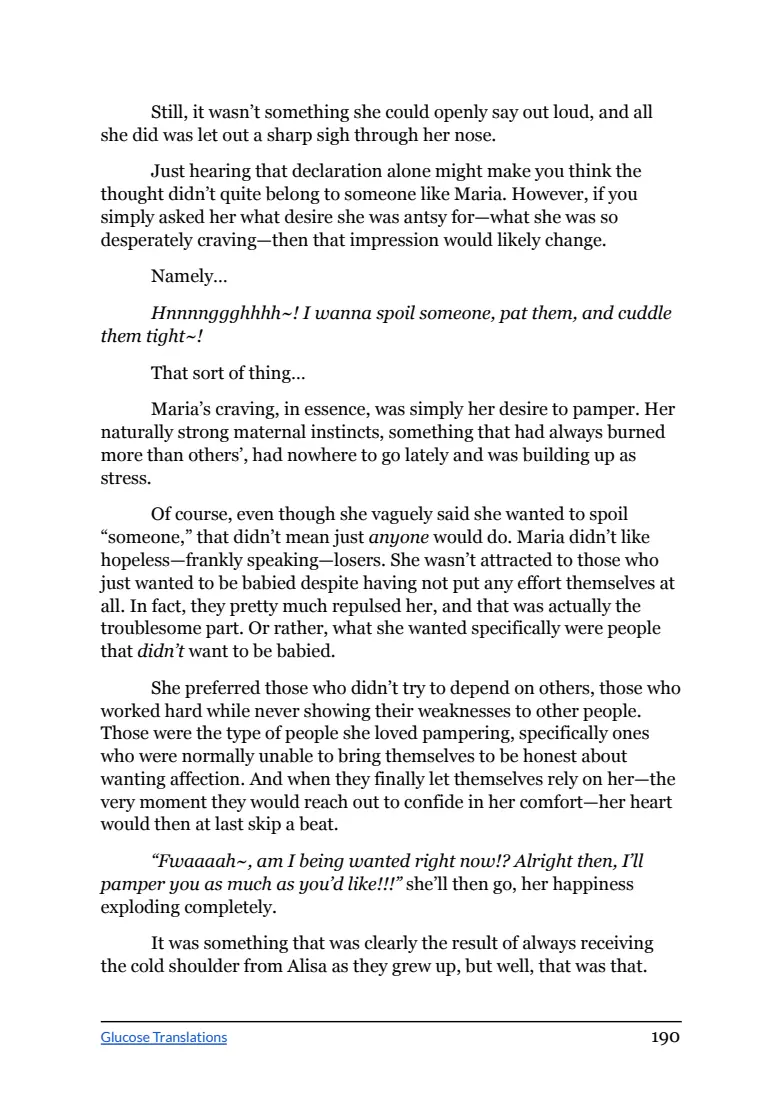 Still, it wasn’t something she could openly say out loud, and all
she did was let out a sharp sigh through her nose.
Just hearing that declaration alone might make you think the
thought didn’t quite belong to someone like Maria. However, if you
simply asked her what desire she was antsy for—what she was so
desperately craving—then that impression would likely change.
Namely…
Hnnnnggghhhh~! I wanna spoil someone, pat them, and cuddle
them tight~!
That sort of thing…
Maria’s craving, in essence, was simply her desire to pamper. Her
naturally strong maternal instincts, something that had always burned
more than others’, had nowhere to go lately and was building up as
stress.
Of course, even though she vaguely said she wanted to spoil
“someone,” that didn’t mean just anyone would do. Maria didn’t like
hopeless—frankly speaking—losers. She wasn’t attracted to those who
just wanted to be babied despite having not put any effort themselves at
all. In fact, they pretty much repulsed her, and that was actually the
troublesome part. Or rather, what she wanted specifically were people
that didn’t want to be babied.
She preferred those who didn’t try to depend on others, those who
worked hard while never showing their weaknesses to other people.
Those were the type of people she loved pampering, specifically ones
who were normally unable to bring themselves to be honest about
wanting affection. And when they finally let themselves rely on her—the
very moment they would reach out to confide in her comfort—her heart
would then at last skip a beat.
“Fwaaaah~, am I being wanted right now!? Alright then, I’ll
pamper you as much as you’d like!!!” she’ll then go, her happiness
exploding completely.
It was something that was clearly the result of always receiving
the cold shoulder from Alisa as they grew up, but well, that was that.
Glucose Translations 190